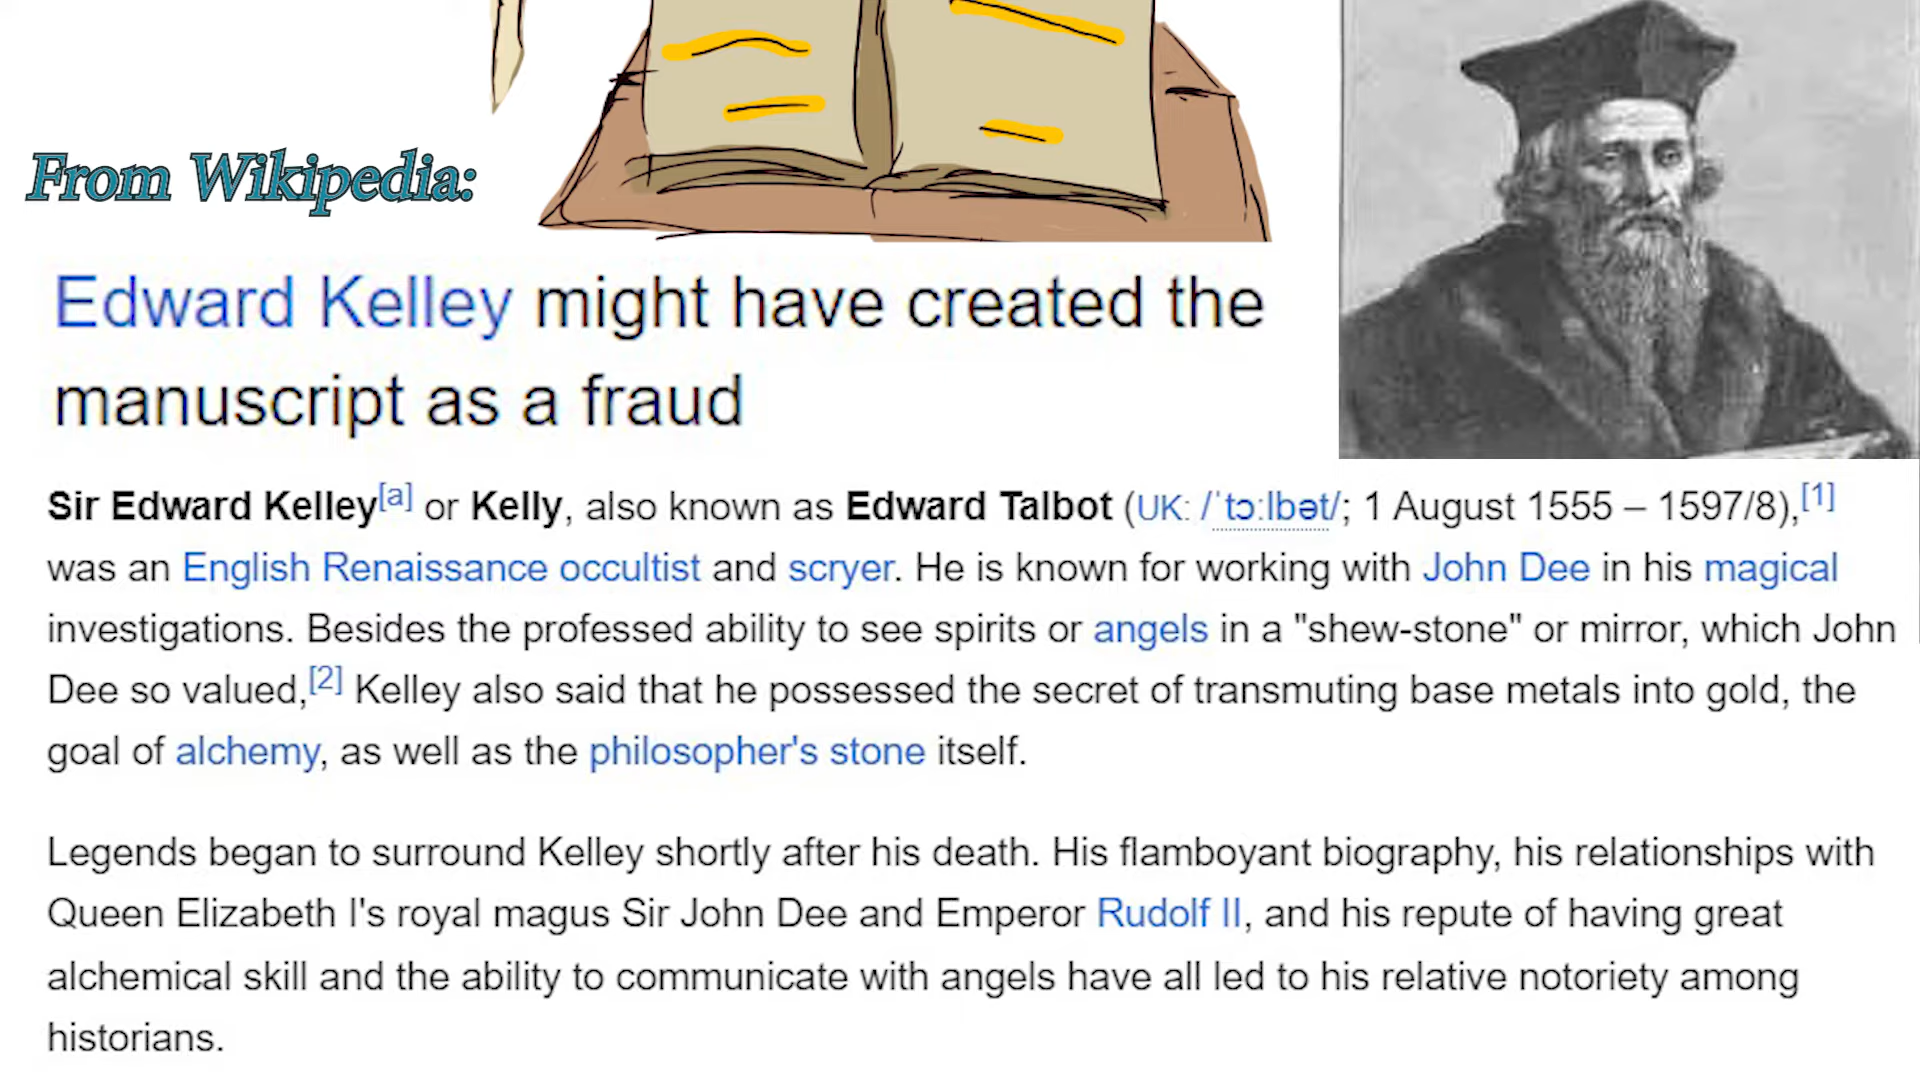 From Wikipedia:
Edward Kelley might have created the
manuscript as a fraud
Sir Edward Kelley[a] or Kelly, also known as Edward Talbot (UK: /ˈtɔːlbət/; 1 August 1555 – 1597/8),[1]
was an English Renaissance occultist and scryer. He is known for working with John Dee in his magical
investigations. Besides the professed ability to see spirits or angels in a "shew-stone" or mirror, which John
Dee so valued,[2] Kelley also said that he possessed the secret of transmuting base metals into gold, the
goal of alchemy, as well as the philosopher's stone itself.
Legends began to surround Kelley shortly after his death. His flamboyant biography, his relationships with
Queen Elizabeth I's royal magus Sir John Dee and Emperor Rudolf II, and his repute of having great
alchemical skill and the ability to communicate with angels have all led to his relative notoriety among
historians.